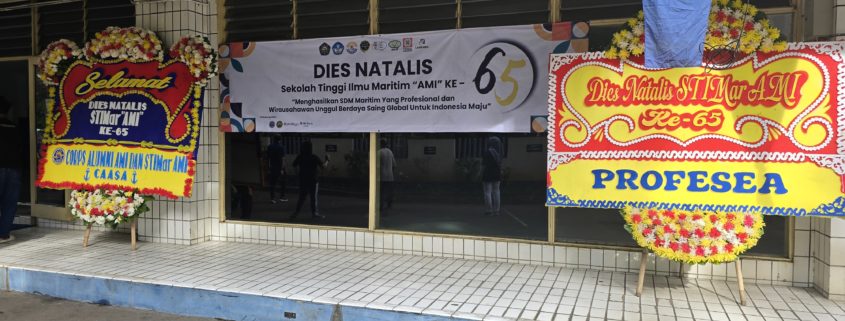 Selamat
DIES NATALIS
STIMar "AMI"
KE-65
CORPS ALUMNI AMI DAN STIMar AMI
CAASA
DIES NATALIS
Sekolah Tinggi Ilmu Maritim "AMI" KE -
65
"Menghasilkan SDM Maritim Yang Profesional dan
Wirausahawan Unggul Berdaya Saing Global Untuk Indonesia Maju"
Dies Natalis STIMar AMI
Ke-65
PROFESEA